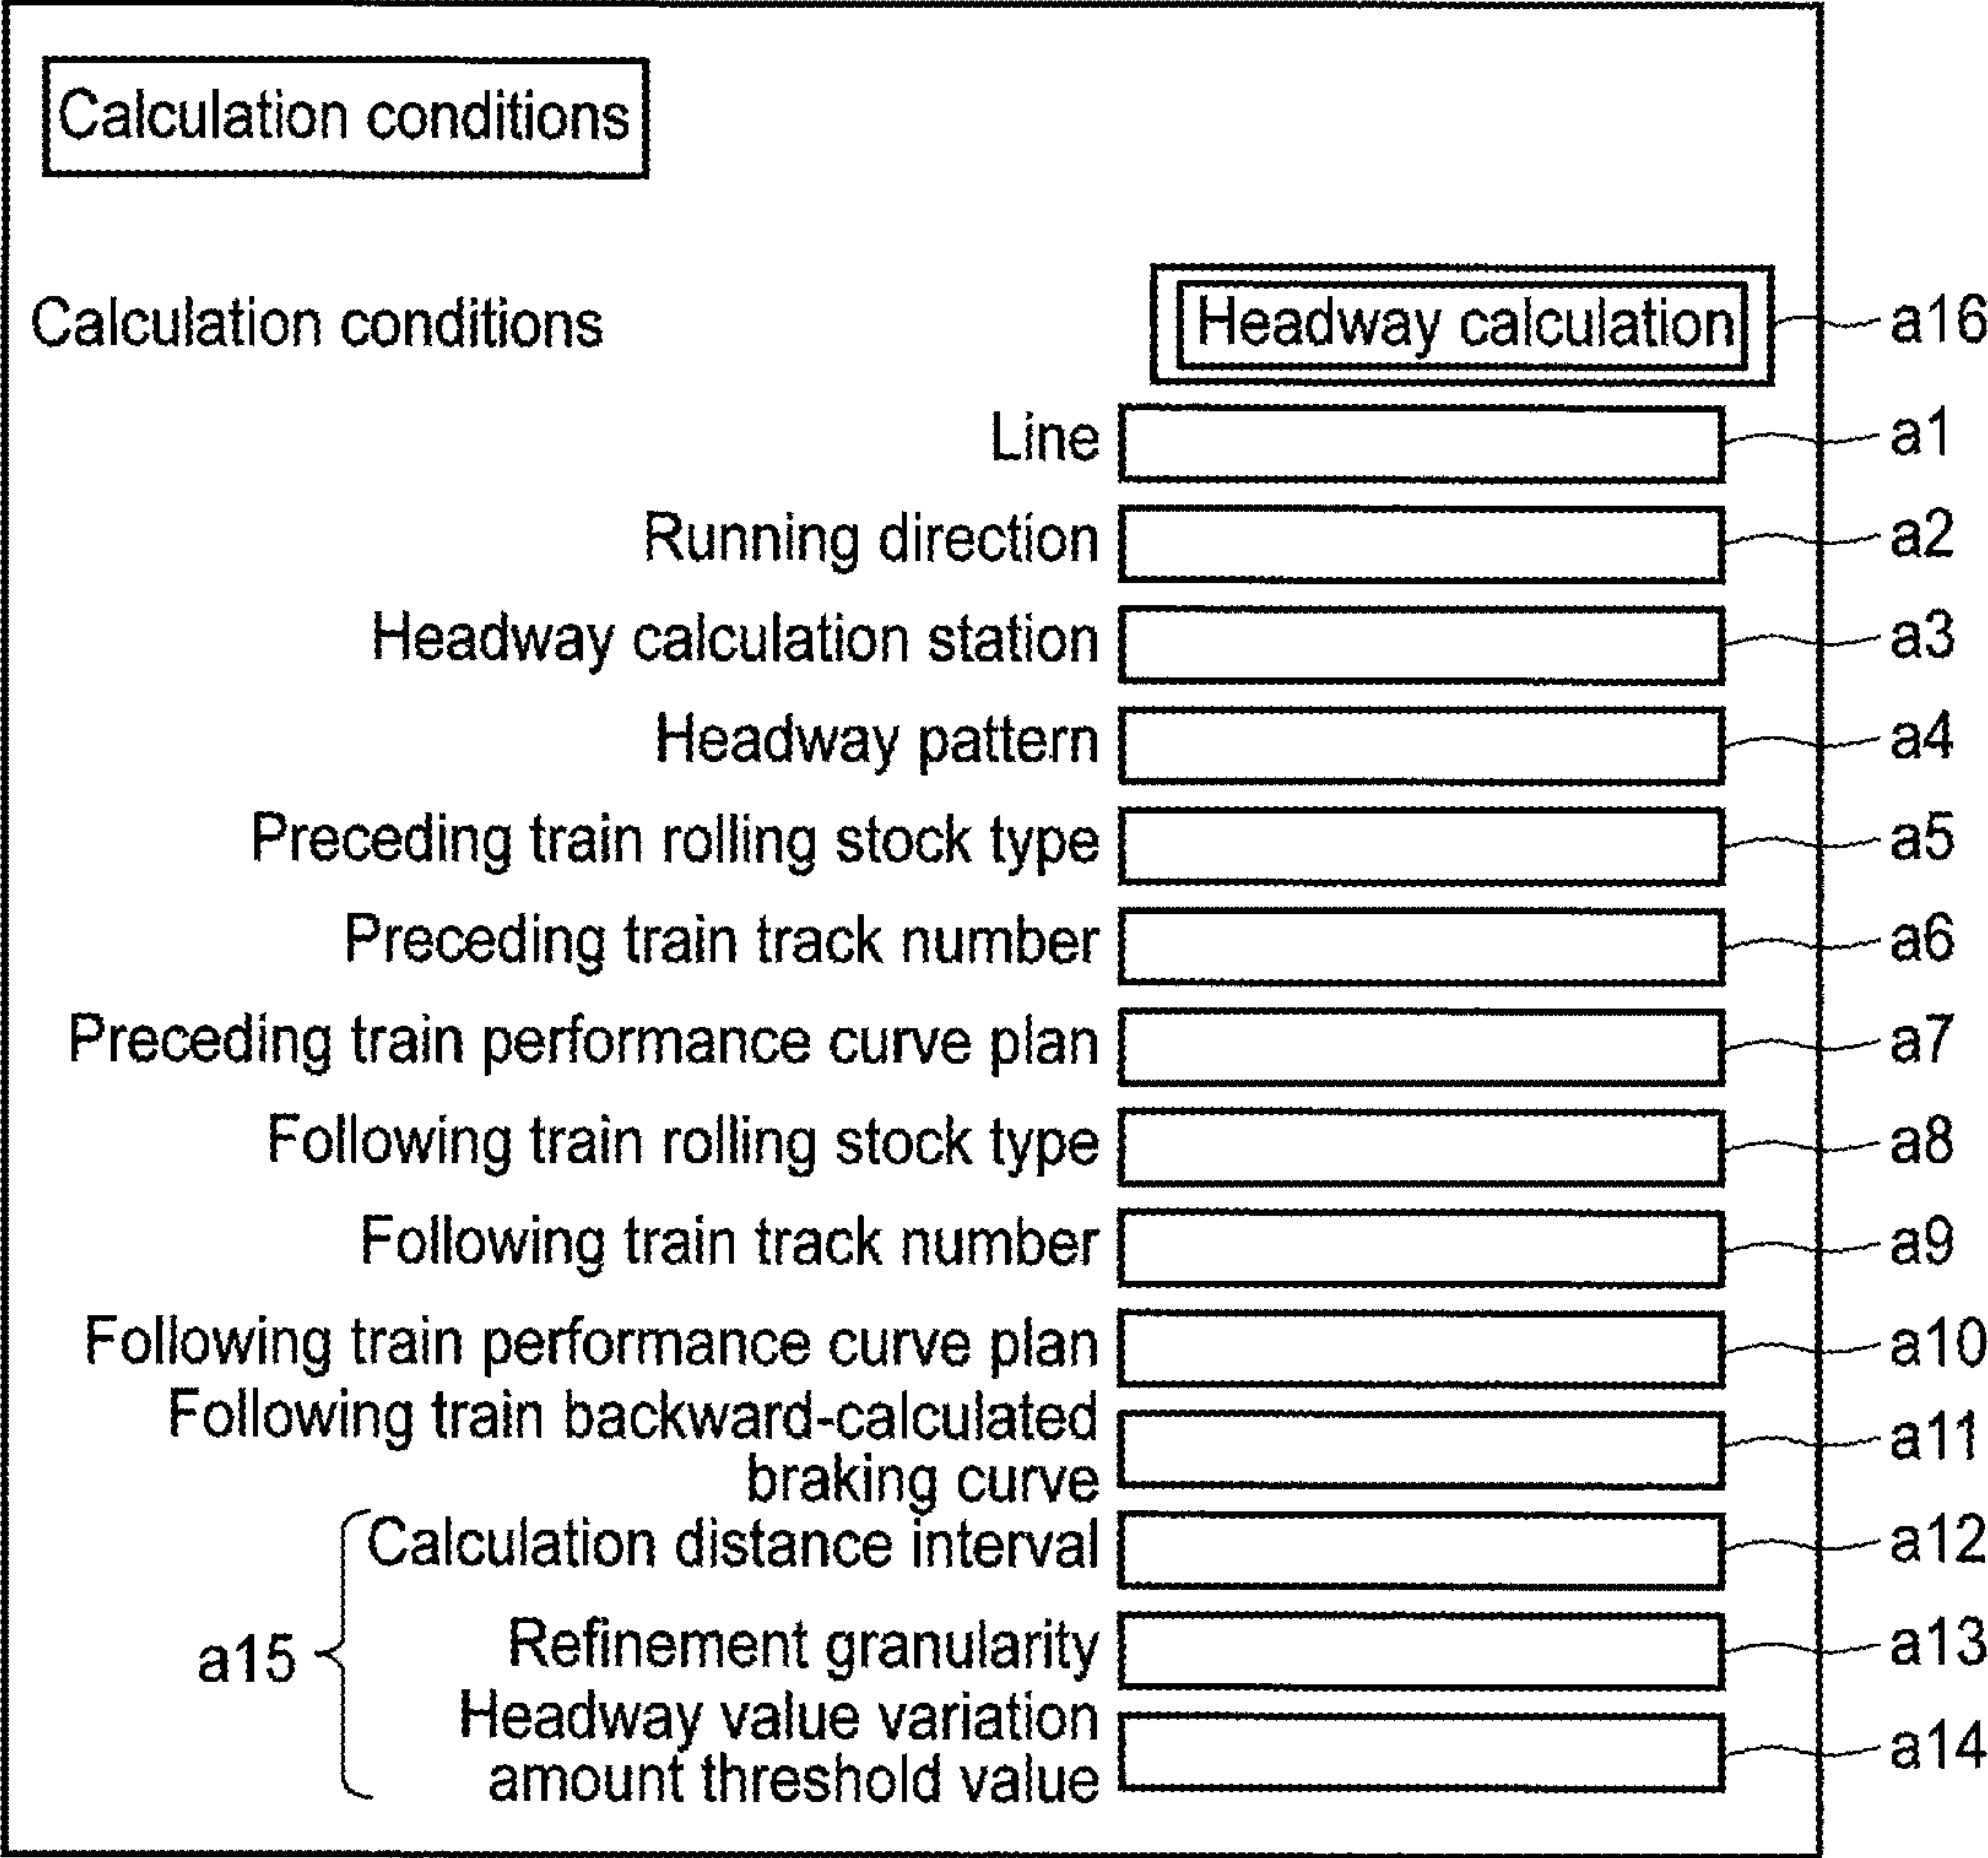 Calculation conditions
Calculation conditions Headway calculation a16
Line a1
Running direction a2
Headway calculation station a3
Headway pattern a4
Preceding train rolling stock type a5
Preceding train track number a6
Preceding train performance curve plan a7
Following train rolling stock type a8
Following train track number a9
Following train performance curve plan a10
Following train backward-calculated
braking curve a11
Calculation distance interval a12
a15 Refinement granularity a13
Headway value variation
amount threshold value a14